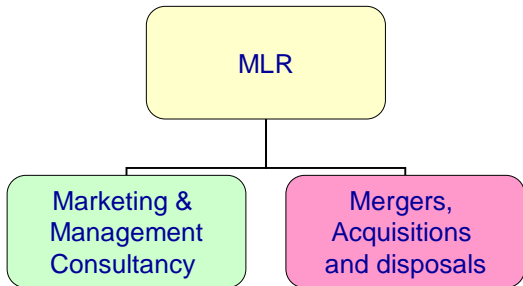 MLR
Marketing &
Management
Consultancy
Mergers,
Acquisitions
and disposals